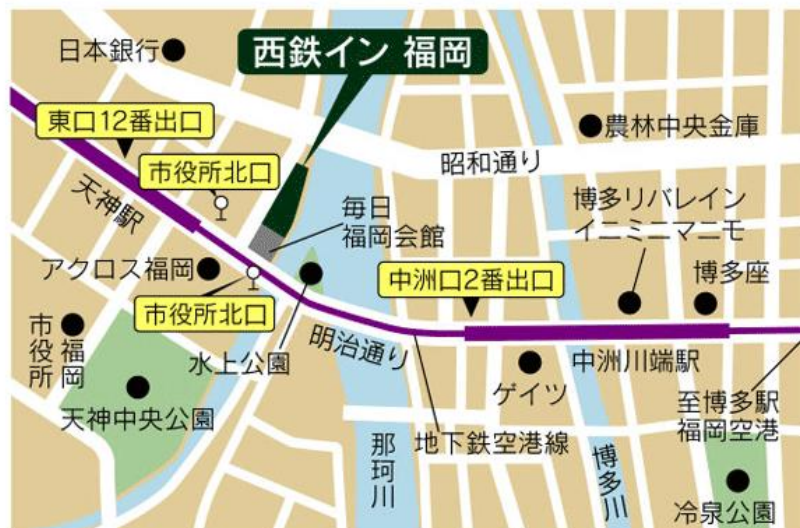 日本銀行
西鉄イン 福岡
東口12番出口
農林中央金庫
市役所北口
昭和通り
天神駅
毎日
福岡会館
博多リバレイン
イニミニマニモ
アクロス福岡
中洲口2番出口
博多座
市役所北口
福岡
市役所
水上公園
明治通り
中洲川端駅
ゲイツ
天神中央公園
至博多駅
福岡空港
地下鉄空港線
那珂川
博多川
冷泉公園